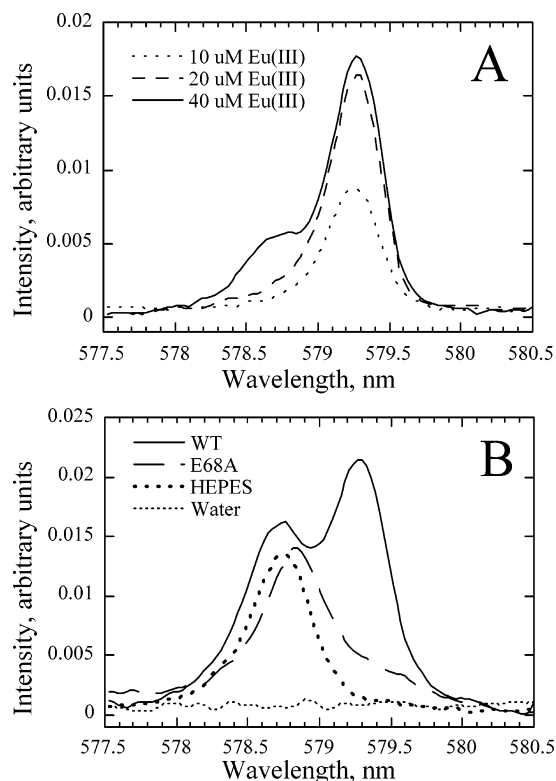 0.02
0.015
0.01
0.005
0
Intensity, arbitrary units
10 uM Eu(III)
20 uM Eu(III)
40 uM Eu(III)
A
577.5 578 578.5 579 579.5 580 580.5
Wavelength, nm
0.025
0.02
0.015
0.01
0.005
0
Intensity, arbitrary units
WT
E68A
HEPES
Water
B
577.5 578 578.5 579 579.5 580 580.5
Wavelength, nm